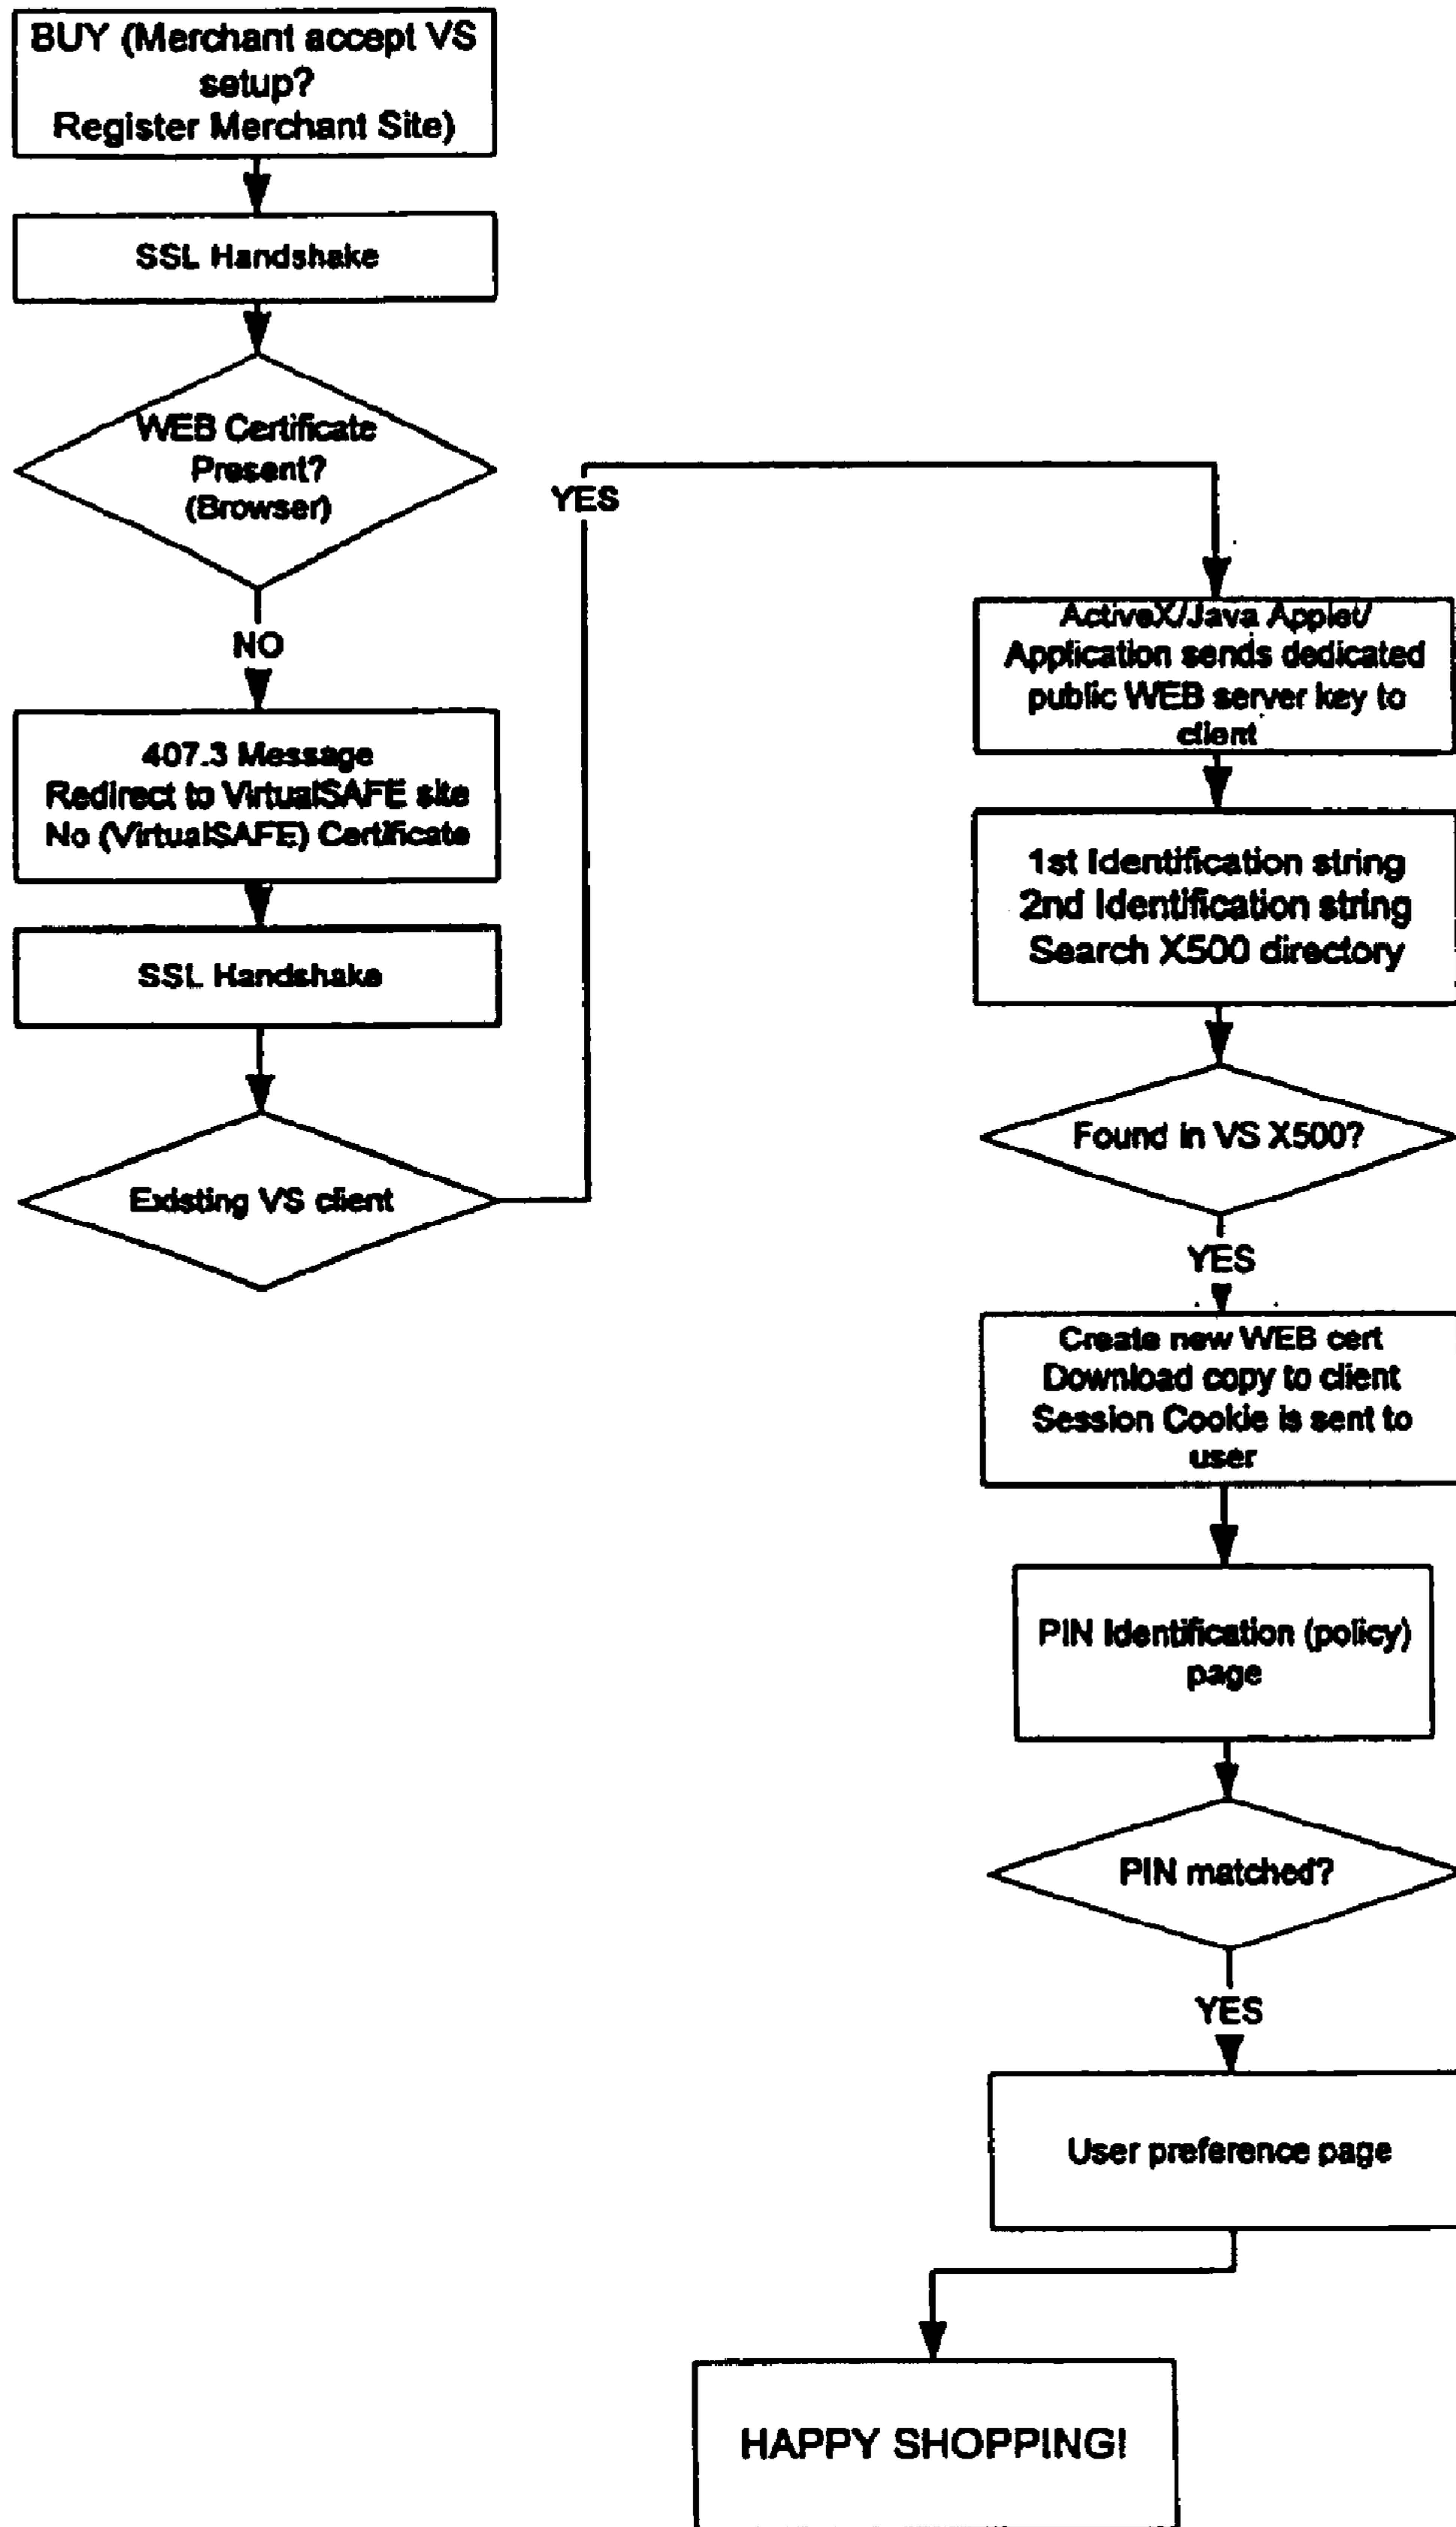 BUY (Merchant accept VS
setup?
Register Merchant Site)
SSL Handshake
WEB Certificate
Present?
(Browser)
NO
407.3 Message
Redirect to VirtualSAFE site
No (VirtualSAFE) Certificate
SSL Handshake
Existing VS client
YES
ActiveX/Java Applet/
Application sends dedicated
public WEB server key to
client
1st Identification string
2nd Identification string
Search X500 directory
Found in VS X500?
YES
Create new WEB cert
Download copy to client
Session Cookie is sent to
user
PIN Identification (policy)
page
PIN matched?
YES
User preference page
HAPPY SHOPPING!